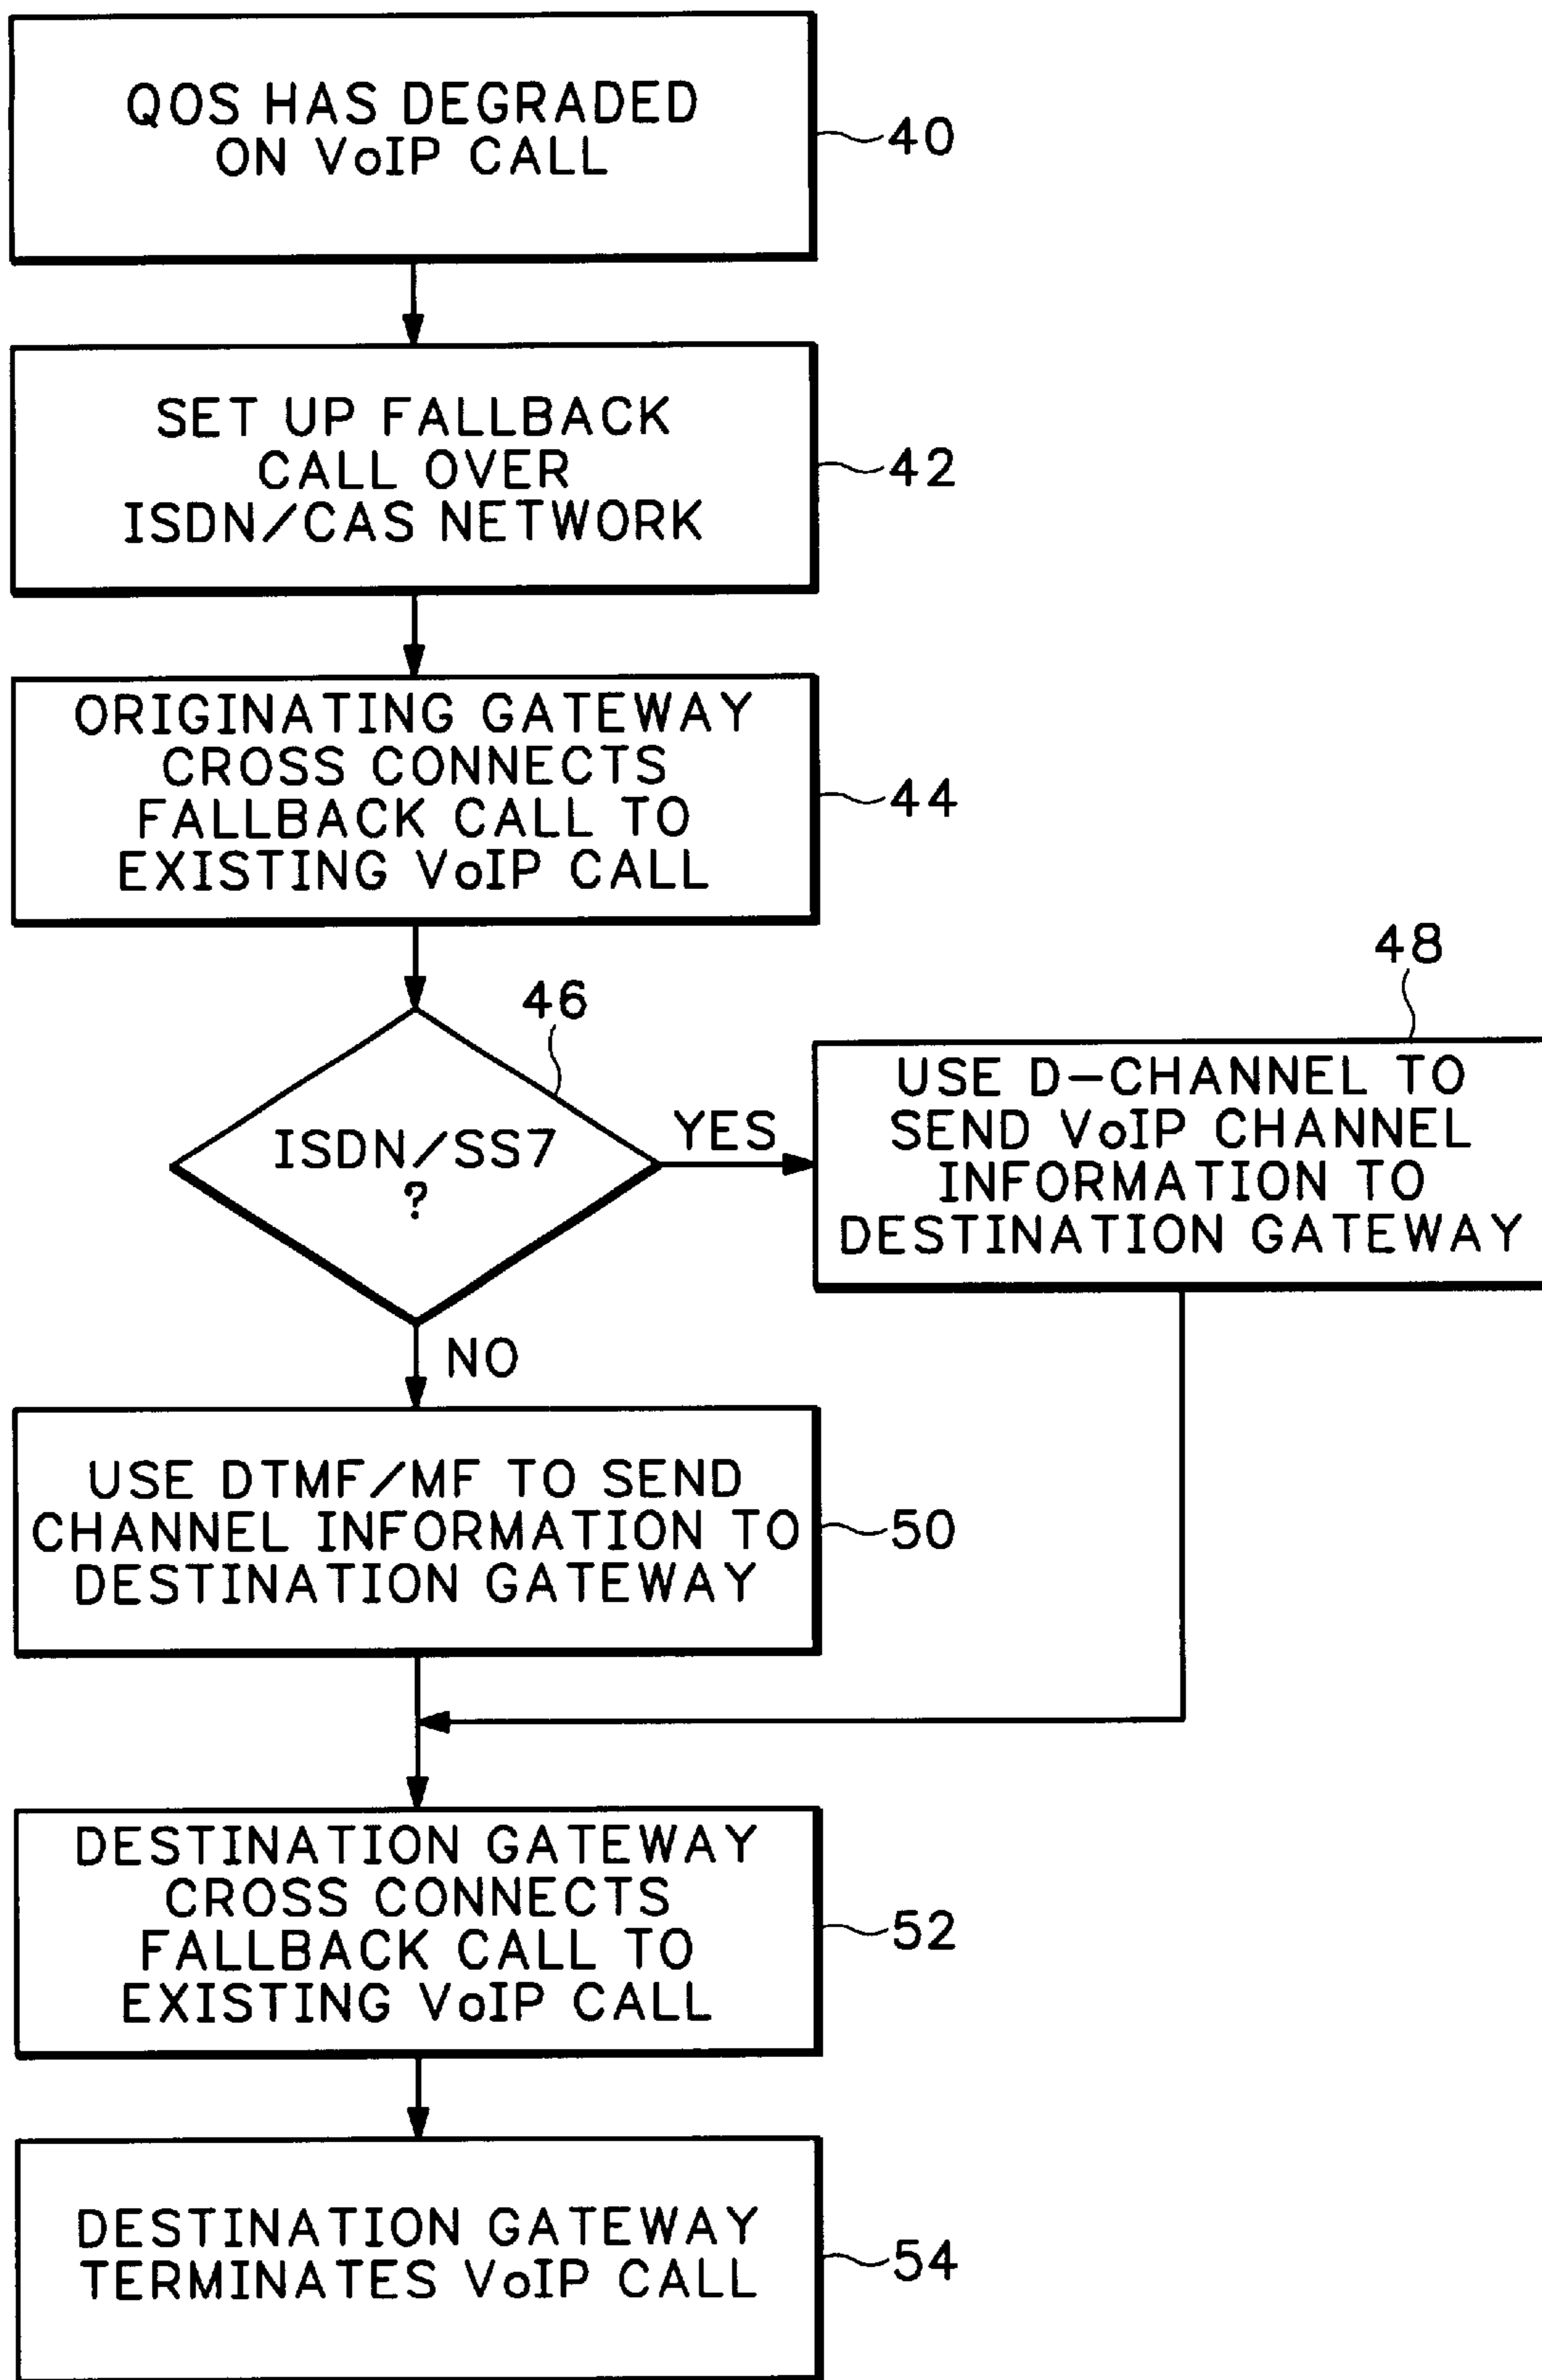 QOS HAS DEGRADED
ON VoIP CALL
40
SET UP FALLBACK
CALL OVER
ISDN/CAS NETWORK
42
ORIGINATING GATEWAY
CROSS CONNECTS
FALLBACK CALL TO
EXISTING VoIP CALL
44
46
ISDN/SS7
?
YES
48
USE D-CHANNEL TO
SEND VoIP CHANNEL
INFORMATION TO
DESTINATION GATEWAY
NO
USE DTMF/MF TO SEND
CHANNEL INFORMATION TO
DESTINATION GATEWAY
50
DESTINATION GATEWAY
CROSS CONNECTS
FALLBACK CALL TO
EXISTING VoIP CALL
52
DESTINATION GATEWAY
TERMINATES VoIP CALL
54